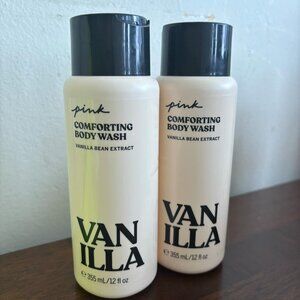 pink
COMFORTING
BODY WASH
VANILLA BEAN EXTRACT
VAN
ILLA
℮ 355 mL/12 fl oz
pink
COMFORTING
BODY WASH
VANILLA BEAN EXTRACT
VAN
ILLA
℮ 355 mL/12 fl oz